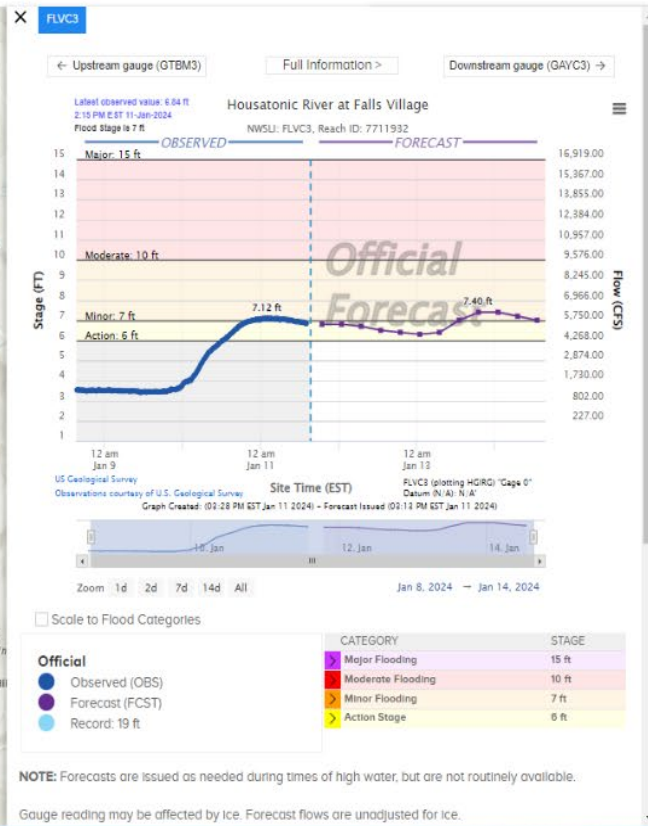 × FLVC3
← Upstream gauge (GTBM3) Full Information > Downstream gauge (GAYC3) →
Latest observed value: 6.84 ft
2:15 PM EST 11-Jan-2024
Flood Stage is 7 ft
Housatonic River at Falls Village
NWSLI: FLVC3, Reach ID: 7711932
OBSERVED FORECAST
15 Major: 15 ft 16,919.00
14 15,367.00
13 13,855.00
12 12,384.00
11 10,957.00
10 Moderate: 10 ft 9,576.00
9 8,245.00
8 6,966.00
7 Minor: 7 ft 5,750.00
6 Action: 6 ft 4,268.00
5 2,874.00
4 1,730.00
3 802.00
2 227.00
1
Stage (FT)
Flow (CFS)
Official
Forecast
7.12 ft
7.40 ft
12 am 12 am 12 am
Jan 9 Jan 11 Jan 13
US Geological Survey
Observations courtesy of U.S. Geological Survey
Site Time (EST)
FLVC3 (plotting HGIRG) "Gage 0"
Datum (N/A): N/A'
Graph Created: (03:28 PM EST Jan 11 2024) - Forecast Issued (03:13 PM EST Jan 11 2024)
10. Jan 12. Jan 14. Jan
Zoom 1d 2d 7d 14d All Jan 8, 2024 → Jan 14, 2024
Scale to Flood Categories
Official
Observed (OBS)
Forecast (FCST)
Record: 19 ft
CATEGORY STAGE
Major Flooding 15 ft
Moderate Flooding 10 ft
Minor Flooding 7 ft
Action Stage 6 ft
NOTE: Forecasts are issued as needed during times of high water, but are not routinely available.
Gauge reading may be affected by ice. Forecast flows are unadjusted for ice.